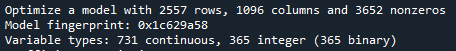 Optimize a model with 2557 rows, 1096 columns and 3652 nonzeros
Model fingerprint: 0x1c629a58
Variable types: 731 continuous, 365 integer (365 binary)